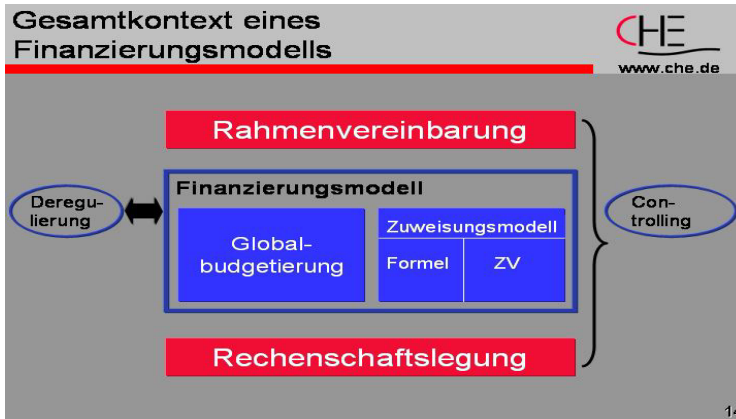 Gesamtkontext eines
Finanzierungsmodells
CHE
www.che.de
Rahmenvereinbarung
Finanzierungsmodell
Deregu-
lierung
Global-
budgetierung
Zuweisungsmodell
Formel
ZV
Con-
trolling
Rechenschaftslegung
14